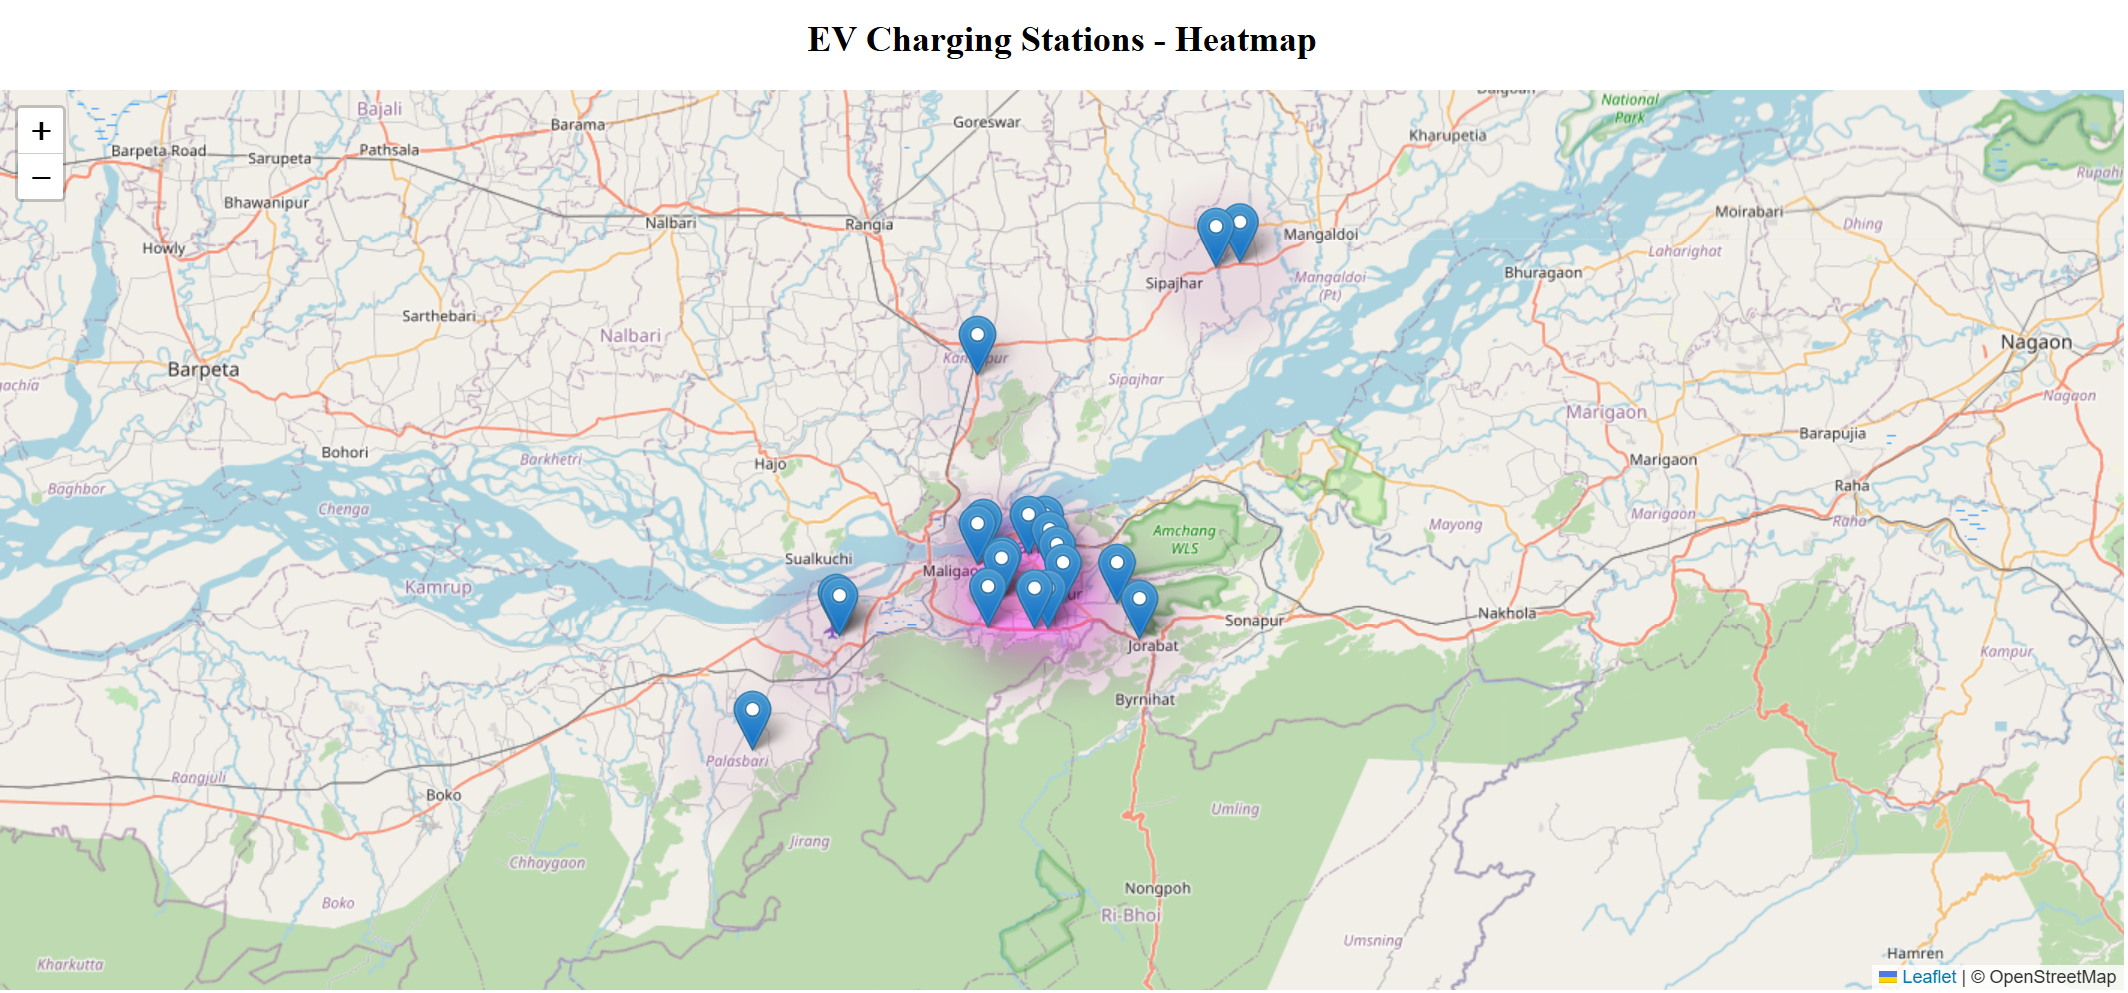 EV Charging Stations - Heatmap
+
−
Bajali
Barama
Goreswar
National
Park
Kharupetia
Barpeta Road
Sarupeta
Pathsala
Rupahi
Bhawanipur
Nalbari
Rangia
Moirabari
Dhing
Howly
Mangaldoi
Laharighat
Bhuragaon
Sipajhar
Mangaldoi
(Pt)
Sarthebari
Nalbari
Nagaon
Barpeta
Sipajhar
Nagaon
Marigaon
Barapujia
Bohori
Barkhetri
Hajo
Marigaon
Baghbor
Raha
Chenga
Marigaon
Raha
Mayong
Amchang
WLS
Sualkuchi
Kamrup
Nakhola
Sonapur
Jorabat
Kampur
Byrnihat
Palasbari
Rangjuli
Boko
Umling
Jirang
Chhaygaon
Nongpoh
Boko
Ri-Bhoi
Umsning
Hamren
Kharkutta
Leaflet | © OpenStreetMap